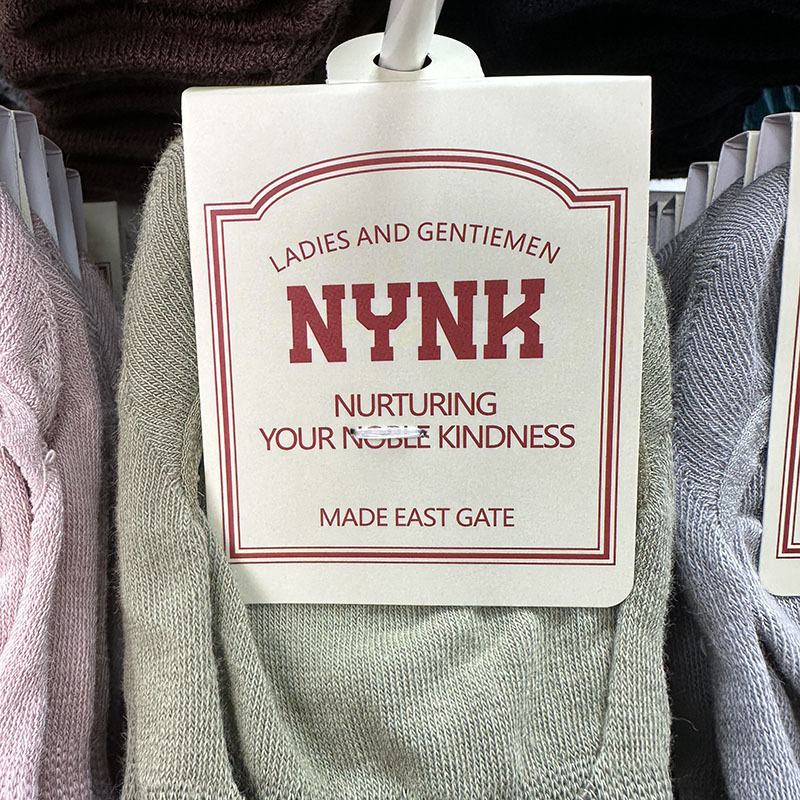 LADIES AND GENTIEMEN
NYNK
NURTURING
YOUR NOBLE KINDNESS
MADE EAST GATE